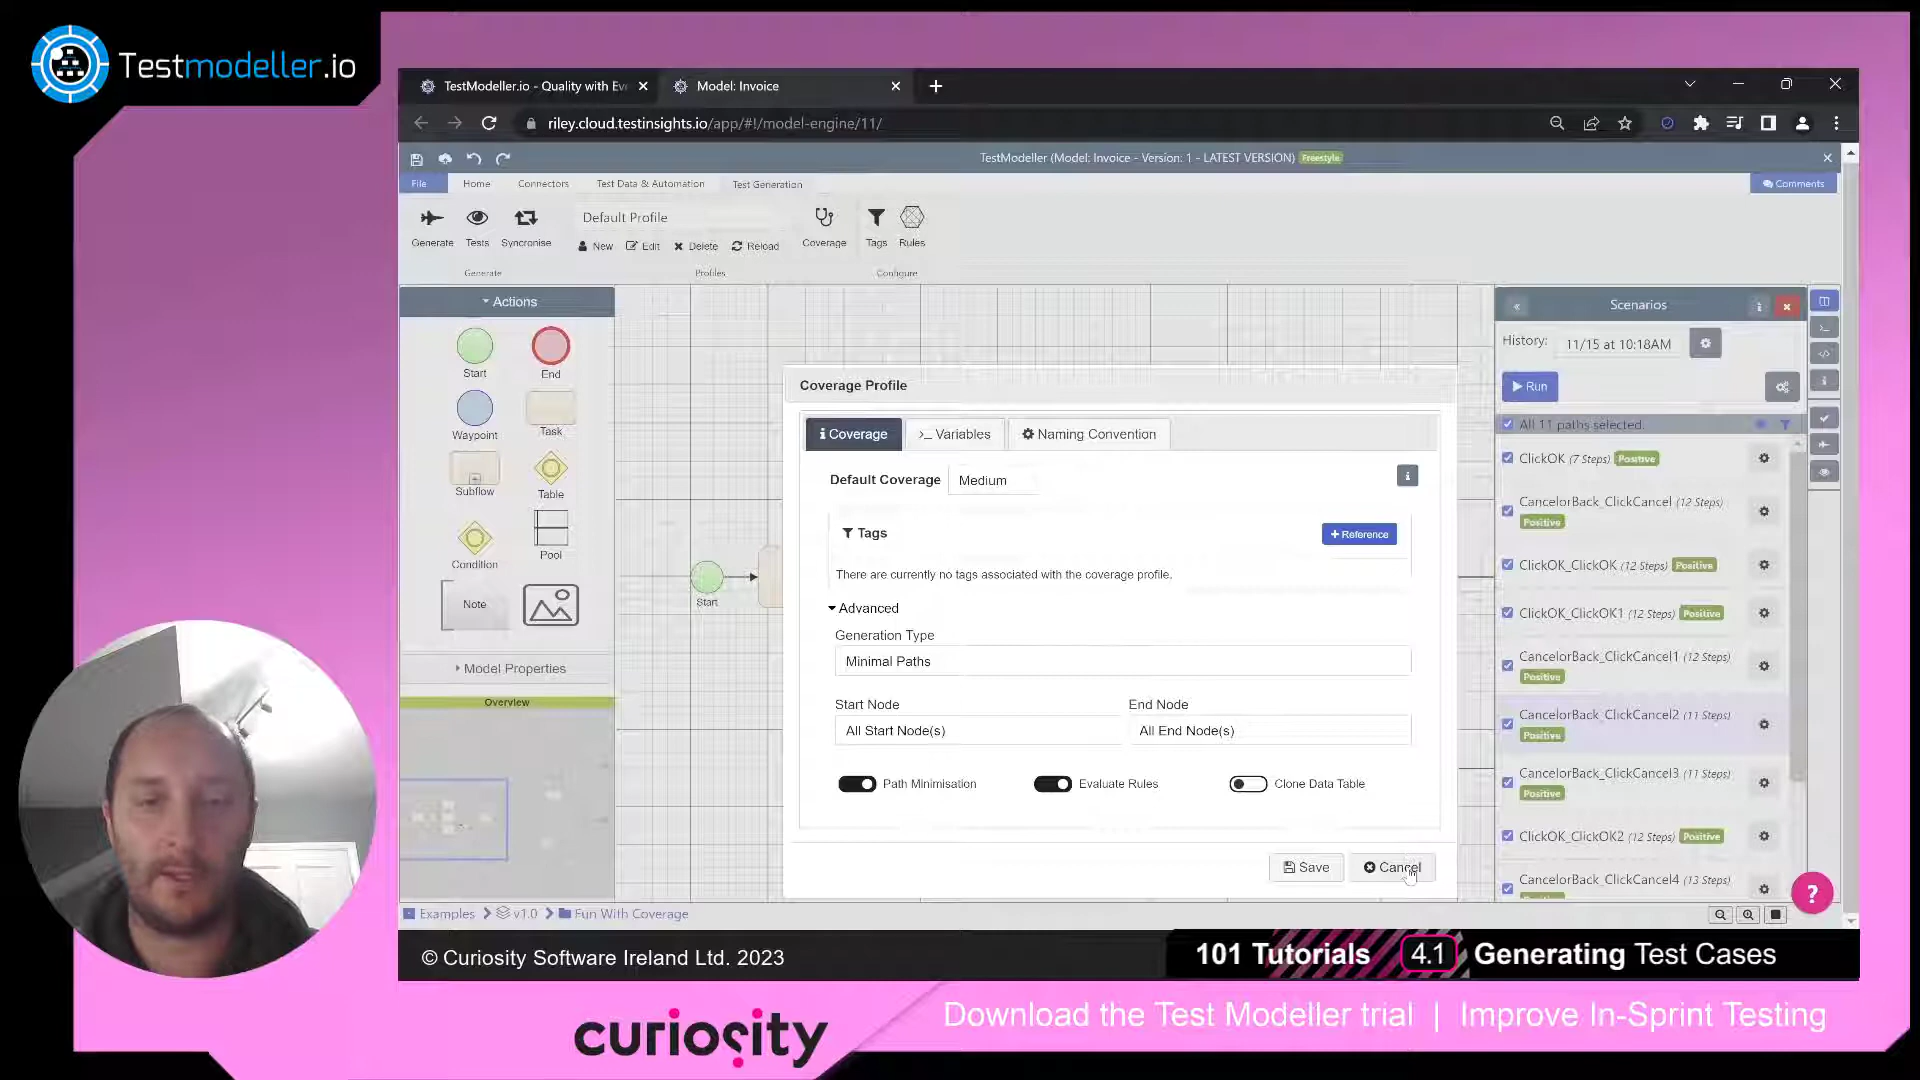 Testmodeller.io
TestModeller.io - Quality with Ev
Model: Invoice
riley.cloud.testinsights.io/app/#!/model-engine/11/
TestModeller (Model: Invoice - Version: 1 - LATEST VERSION) Freestyle
File Home Connectors Test Data & Automation Test Generation Comments
Default Profile
Generate Tests Syncronise New Edit Delete Reload Coverage Tags Rules
Generate Profiles Configure
Actions
Start End
Waypoint Task
Subflow Table
Condition Pool
Note
Model Properties
Overview
Coverage Profile
Coverage Variables Naming Convention
Default Coverage Medium
Tags + Reference
There are currently no tags associated with the coverage profile.
Advanced
Generation Type
Minimal Paths
Start Node End Node
All Start Node(s) All End Node(s)
Path Minimisation Evaluate Rules Clone Data Table
Save Cancel
Start
Scenarios
History: 11/15 at 10:18AM
Run
All 11 paths selected.
ClickOK (7 Steps) Positive
CancelorBack_ClickCancel (12 Steps)
Positive
ClickOK_ClickOK (12 Steps) Positive
ClickOK_ClickOK1 (12 Steps) Positive
CancelorBack_ClickCancel1 (12 Steps)
Positive
CancelorBack_ClickCancel2 (11 Steps)
Positive
CancelorBack_ClickCancel3 (11 Steps)
Positive
ClickOK_ClickOK2 (12 Steps) Positive
CancelorBack_ClickCancel4 (13 Steps)
?
Examples v1.0 Fun With Coverage
© Curiosity Software Ireland Ltd. 2023
101 Tutorials 4.1 Generating Test Cases
curiosity
Download the Test Modeller trial | Improve In-Sprint Testing